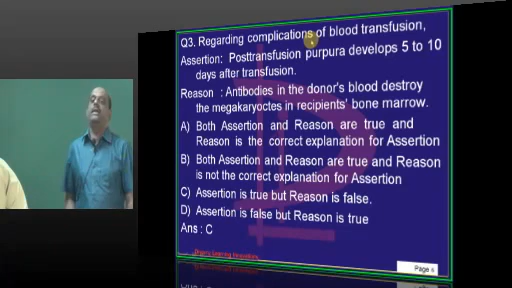 Q3. Regarding complications of blood transfusion,
Assertion: Posttransfusion purpura develops 5 to 10
days after transfusion.
Reason : Antibodies in the donor's blood destroy
the megakaryoctes in recipients' bone marrow.
A) Both Assertion and Reason are true and
Reason is the correct explanation for Assertion
B) Both Assertion and Reason are true and Reason
is not the correct explanation for Assertion
C) Assertion is true but Reason is false.
D) Assertion is false but Reason is true
Ans : C
Page 4